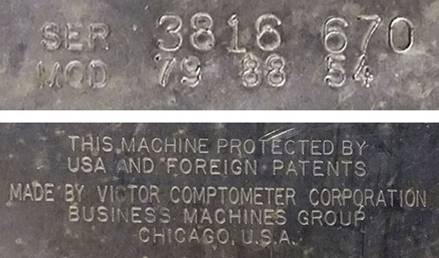 SER 3816 670
MOD 79 88 54
THIS MACHINE PROTECTED BY
USA AND FOREIGN PATENTS
MADE BY VICTOR COMPTOMETER CORPORATION
BUSINESS MACHINES GROUP
CHICAGO, U.S.A.